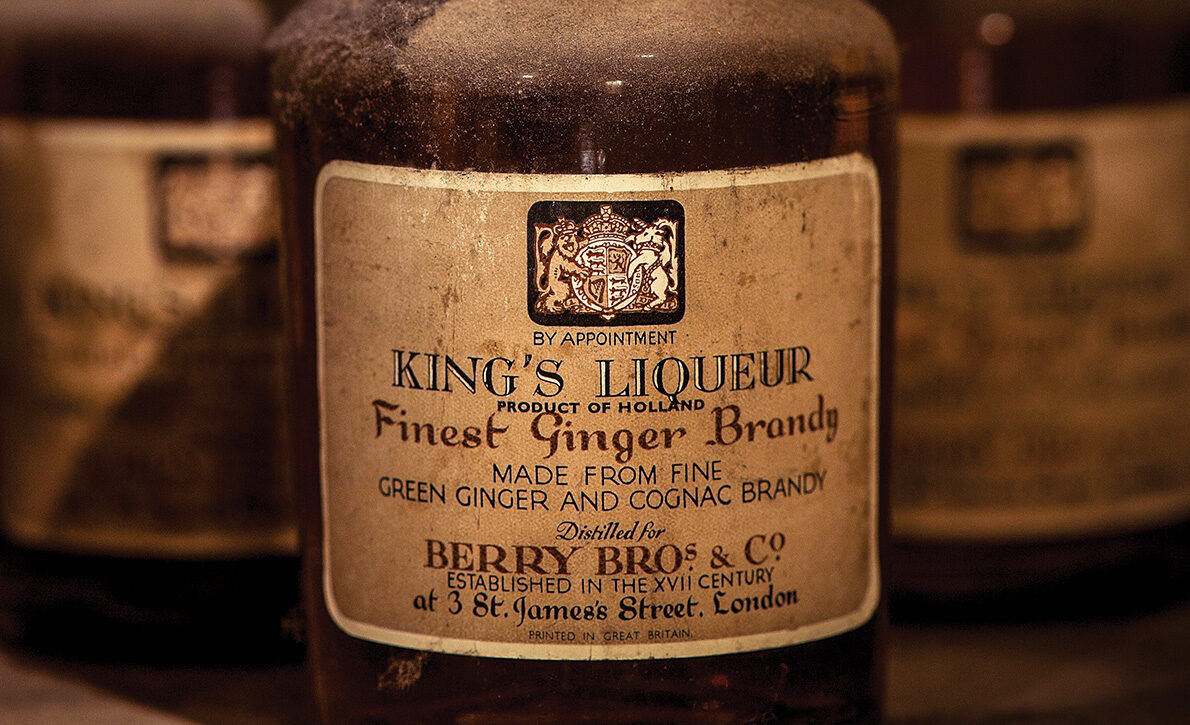 BY APPOINTMENT
KING'S LIQUEUR
PRODUCT OF HOLLAND
Finest Ginger Brandy
MADE FROM FINE
GREEN GINGER AND COGNAC BRANDY
Distilled for
BERRY BROS & CO
ESTABLISHED IN THE XVII CENTURY
at 3 St. James's Street, London
PRINTED IN GREAT BRITAIN.